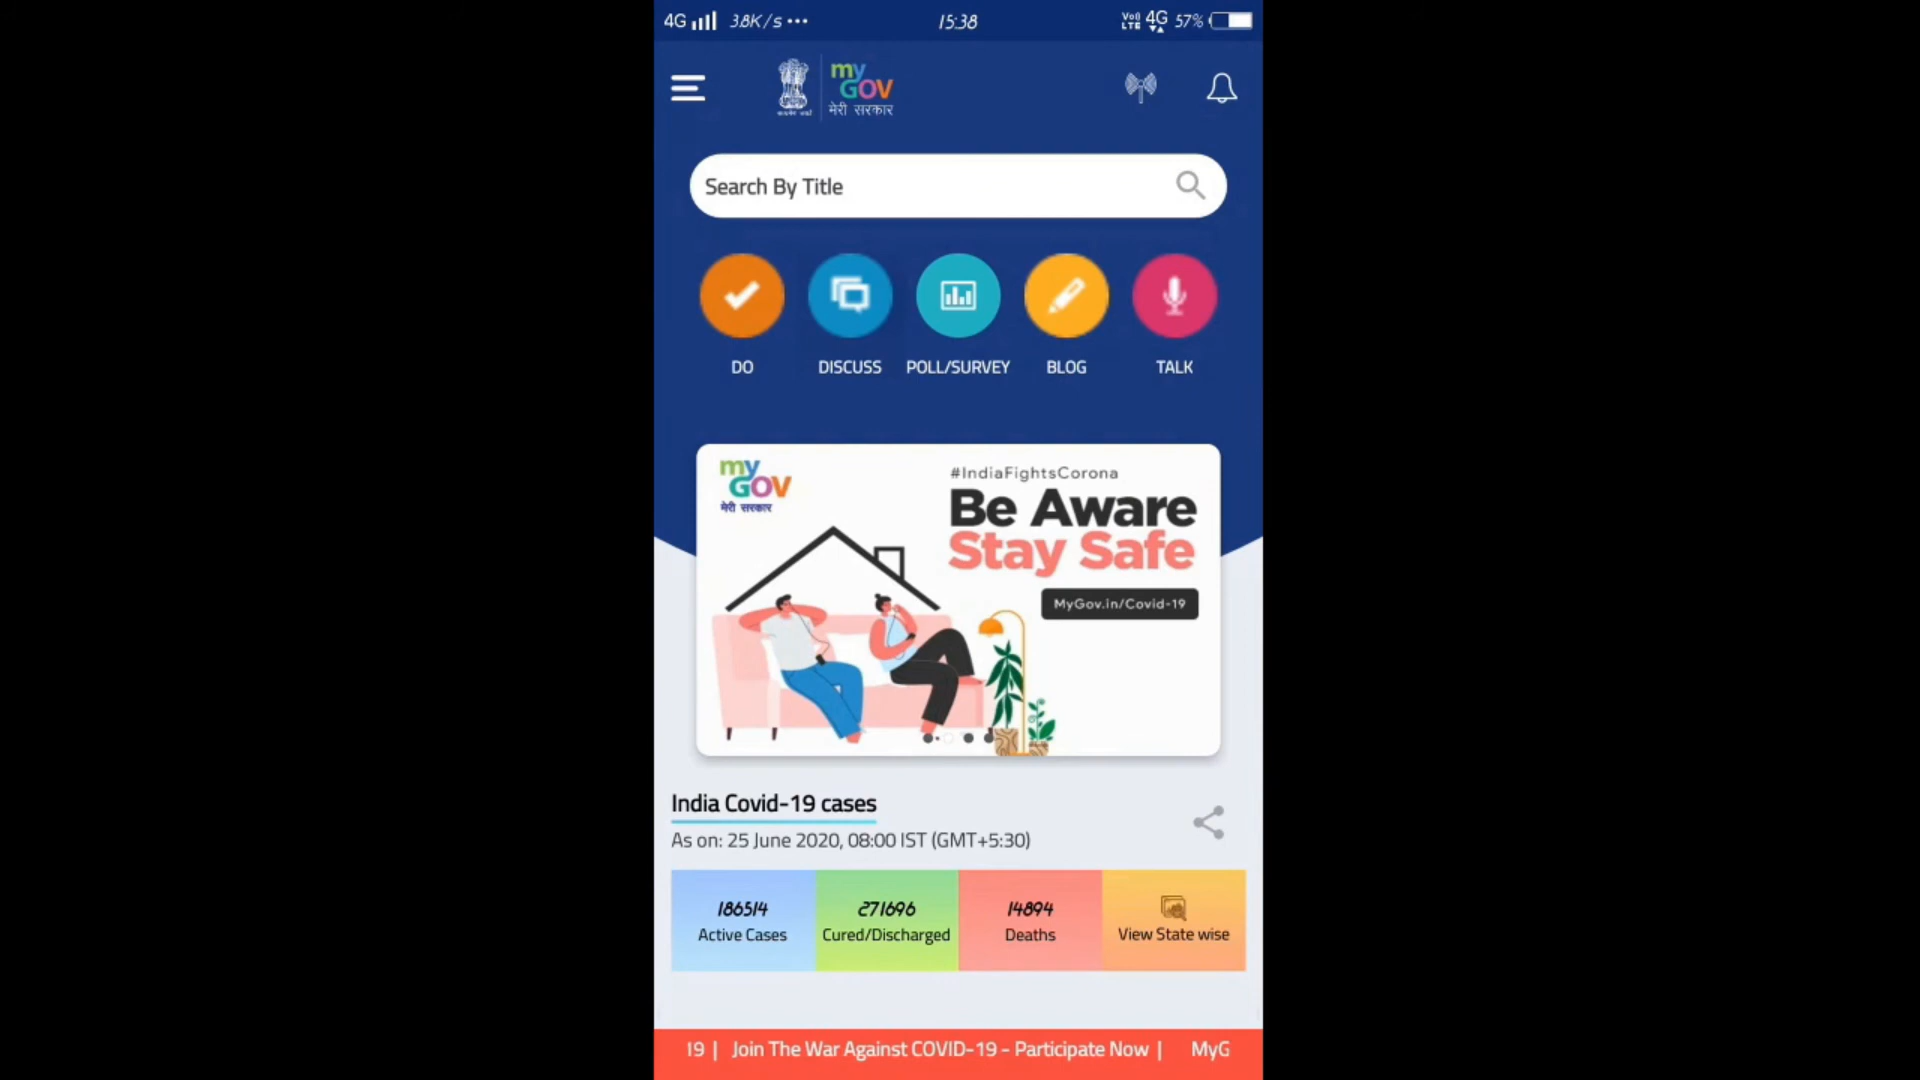 4G 3.8K/s ••• 15:38 Vo) LTE 4G 57%
my
GOV
मेरी सरकार
Search By Title
DO DISCUSS POLL/SURVEY BLOG TALK
my
GOV
मेरी सरकार
#IndiaFightsCorona
Be Aware
Stay Safe
MyGov.in/Covid-19
India Covid-19 cases
As on: 25 June 2020, 08:00 IST (GMT+5:30)
186514 271696 14894
Active Cases Cured/Discharged Deaths View State wise
19 | Join The War Against COVID-19 - Participate Now | MyG